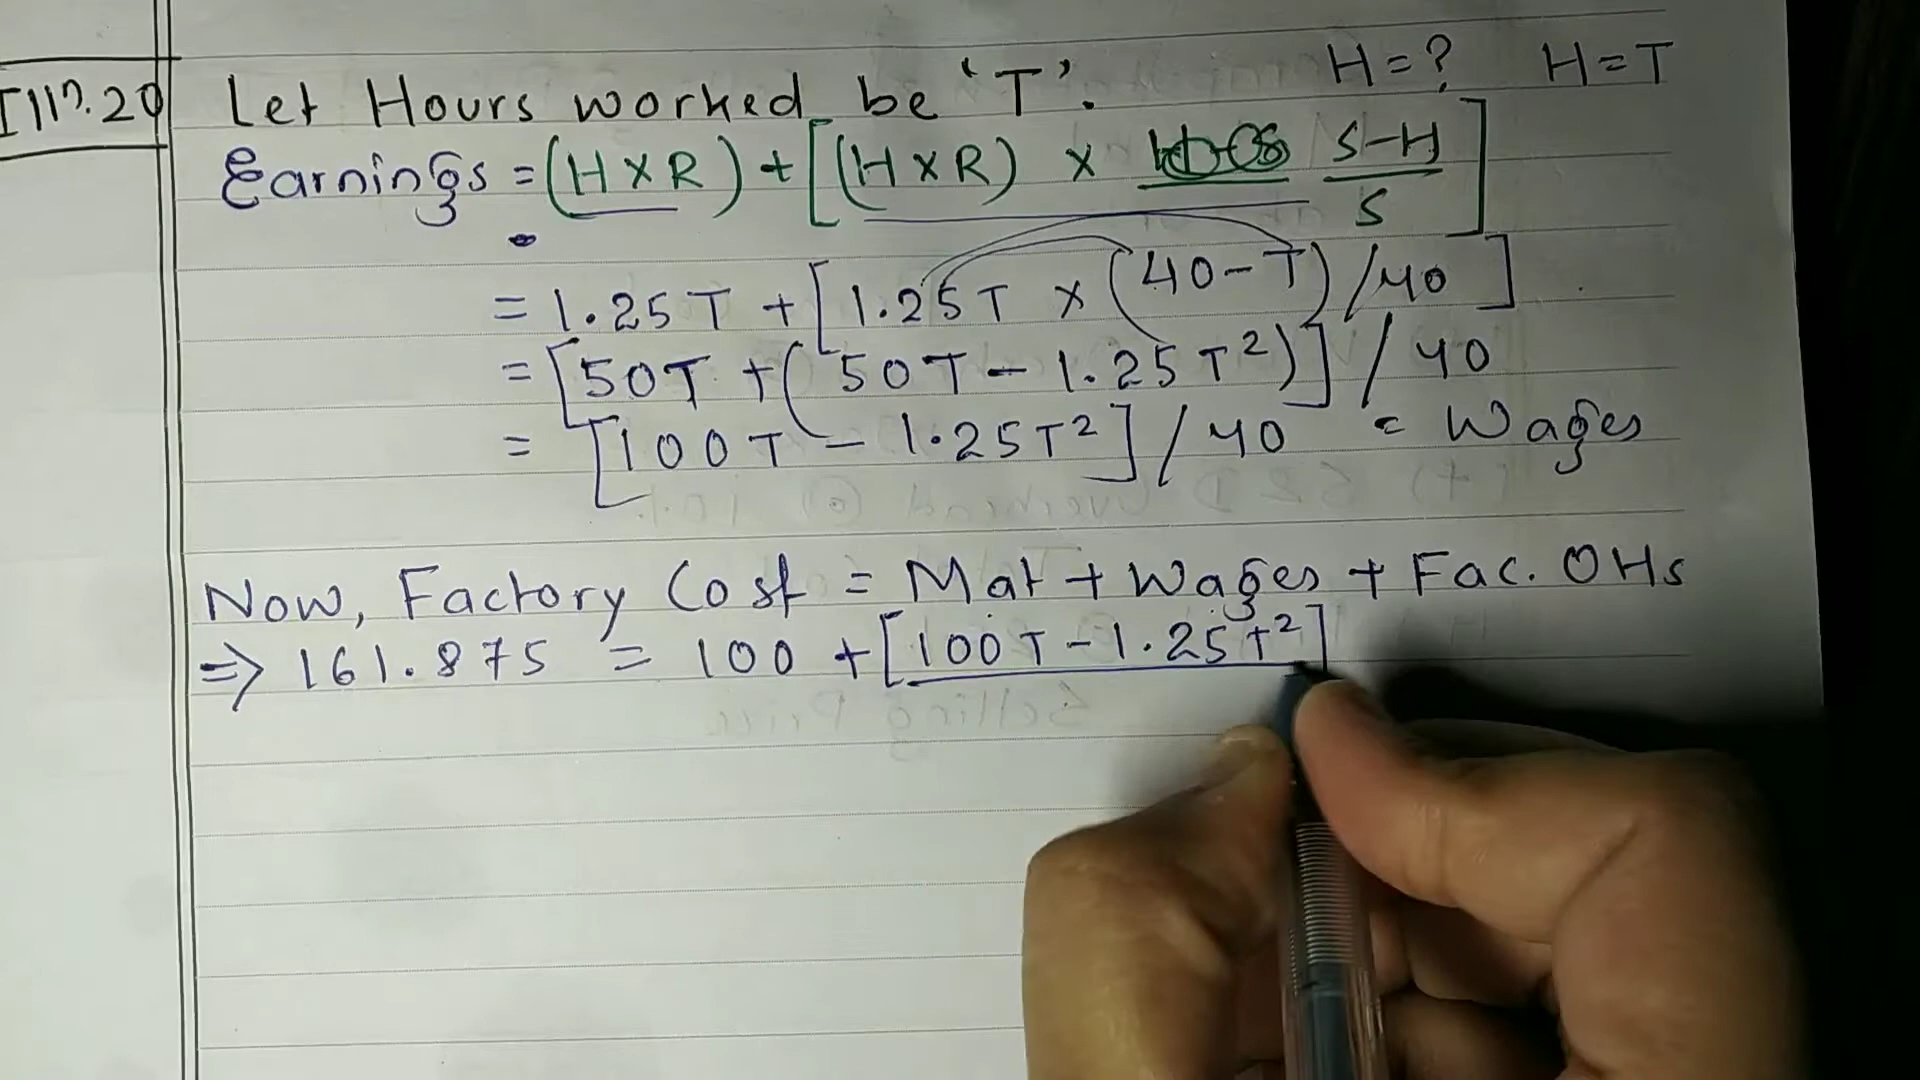 Illn.20 Let Hours worked be 'T'. H=? H=T
Earnings = (H×R) + [(H×R) × S-H
S ]
= 1.25T + [1.25T × (40-T)/40]
= [50T + (50T - 1.25T²)] / 40
= [100T - 1.25T²] / 40 = Wages
Now, Factory Cost = Mat + Wages + Fac. OHs
⇒ 161.875 = 100 + [100T - 1.25T²]